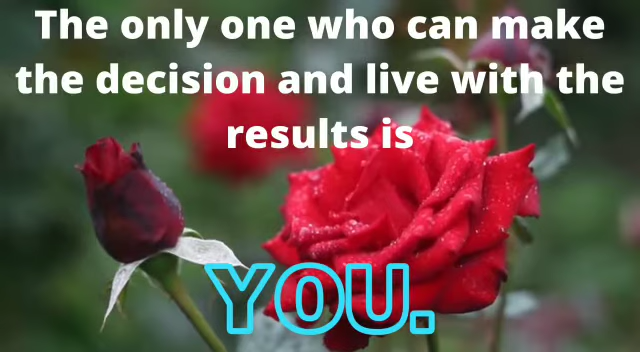 The only one who can make
the decision and live with the
results is
YOU.